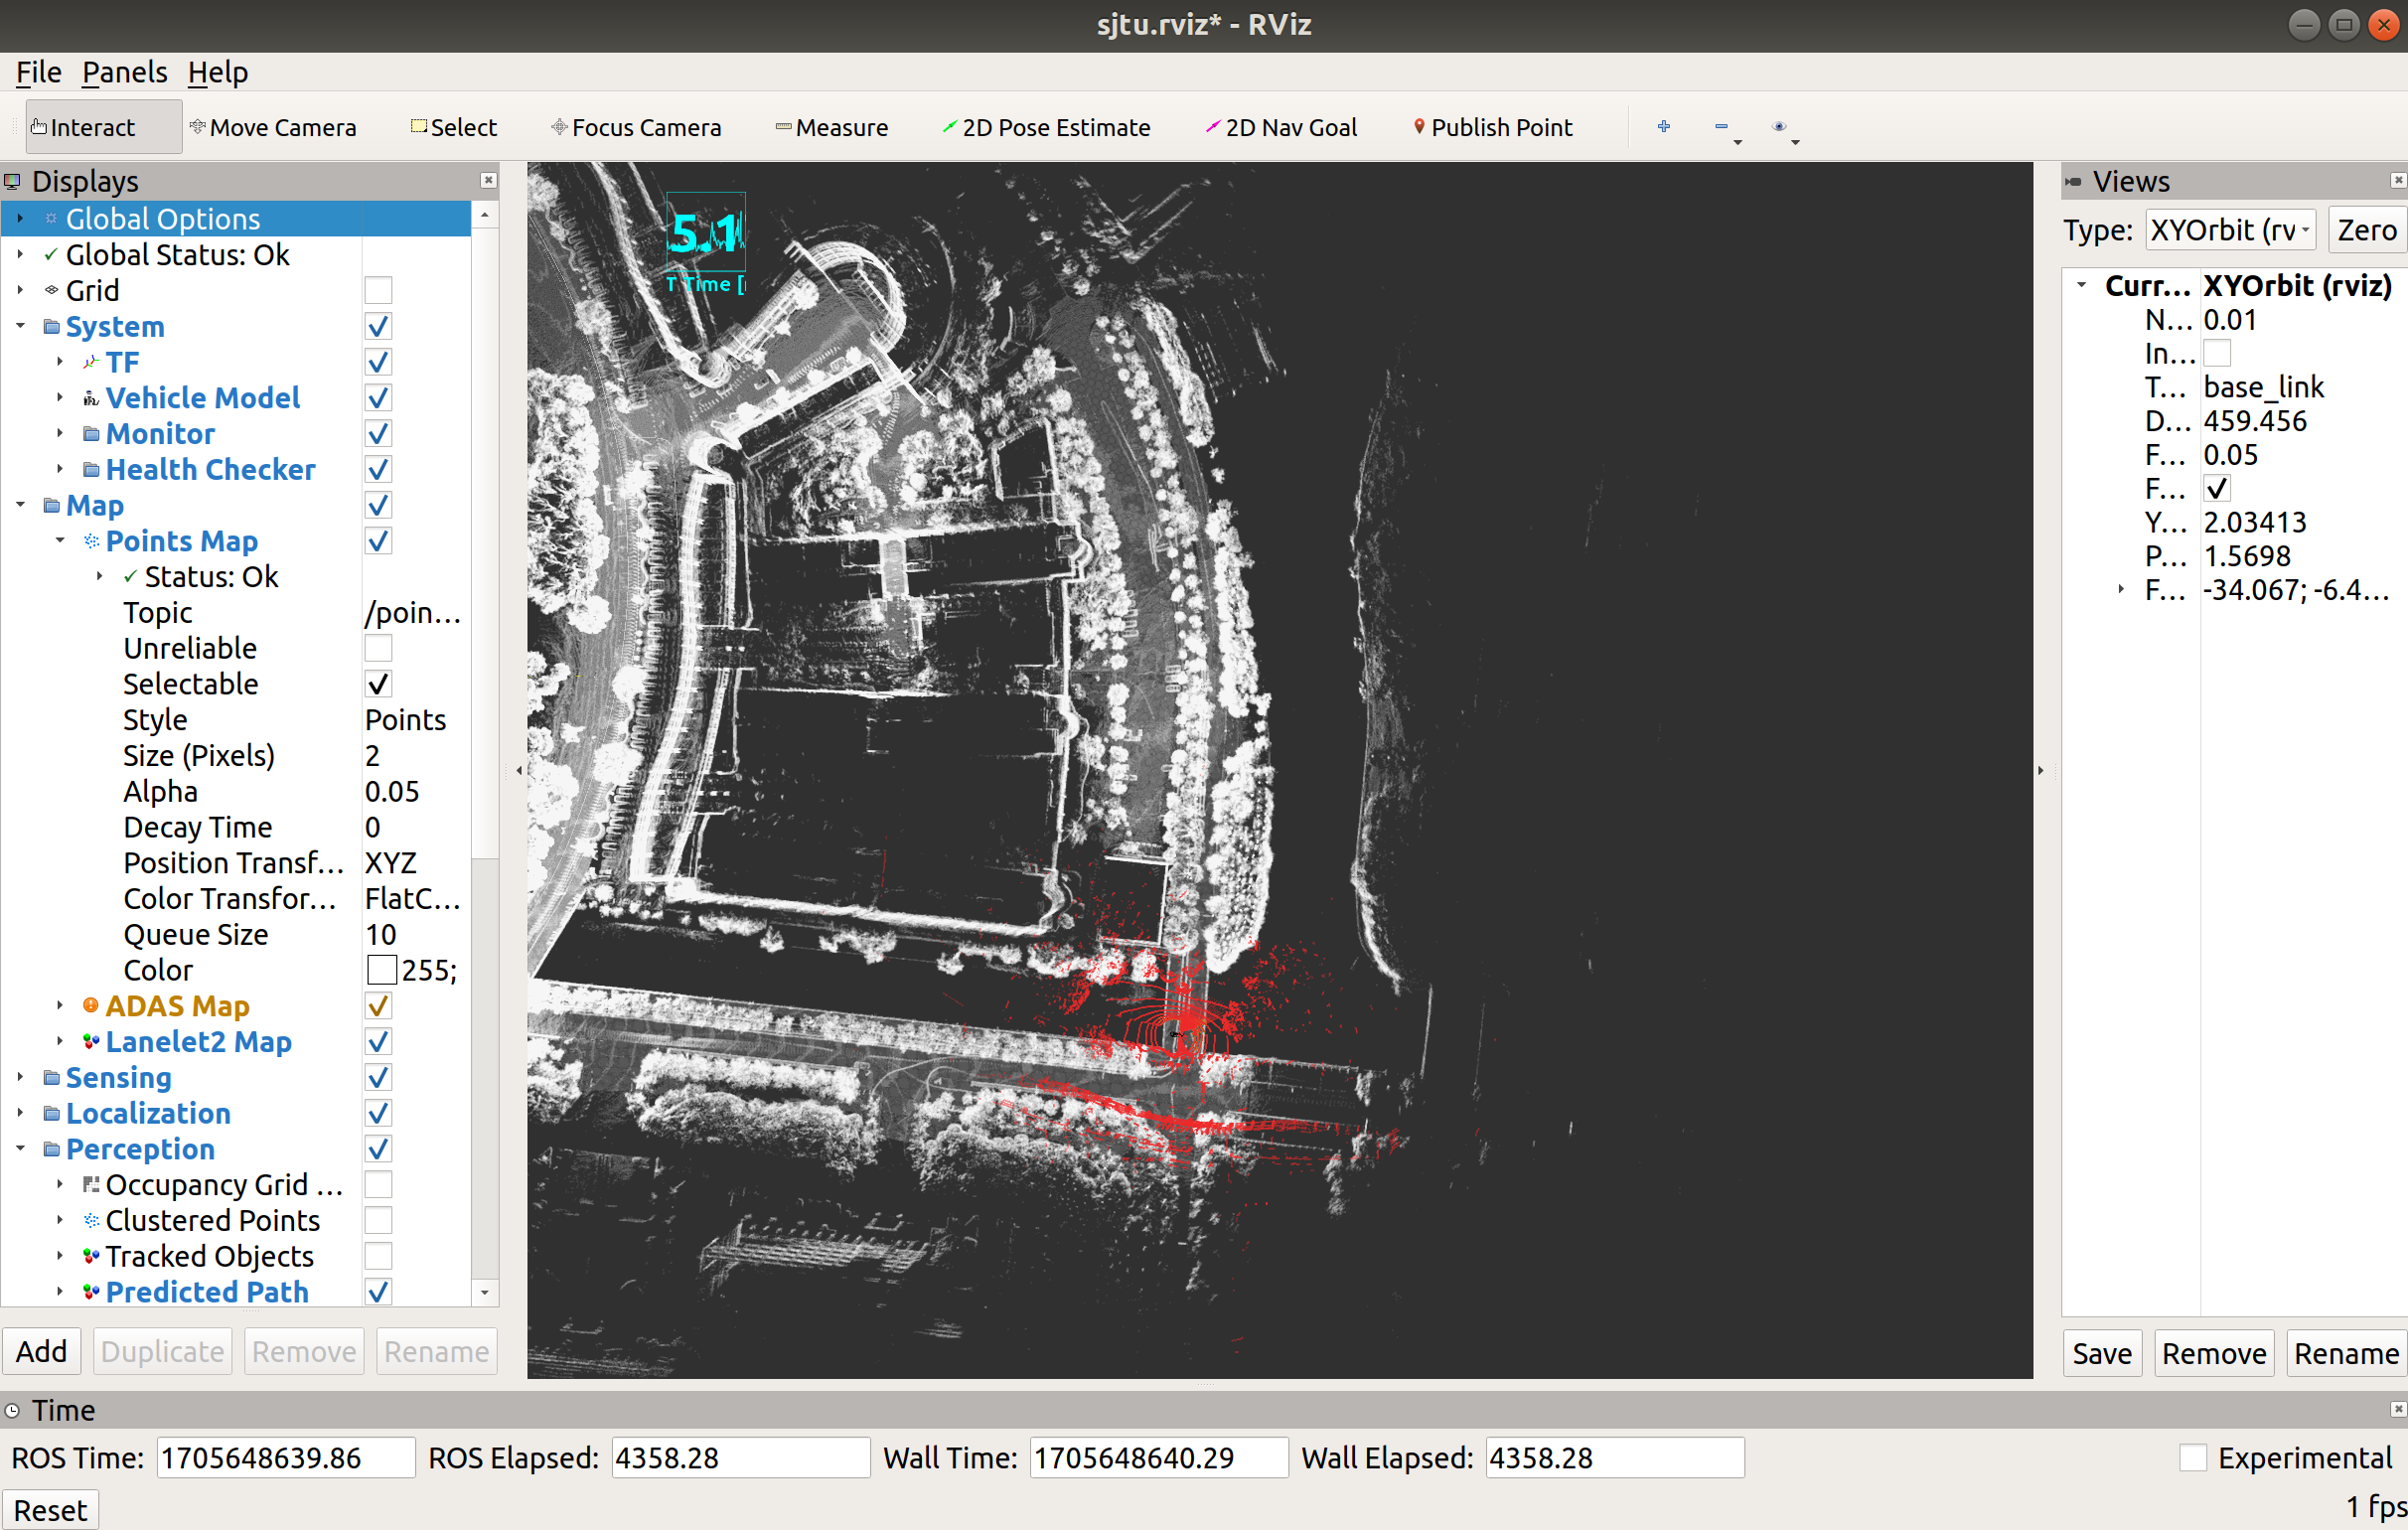 sjtu.rviz* - RViz
File Panels Help
Interact Move Camera Select Focus Camera Measure 2D Pose Estimate 2D Nav Goal Publish Point
Displays
Global Options
Global Status: Ok
Grid
System
TF
Vehicle Model
Monitor
Health Checker
Map
Points Map
Status: Ok
Topic /poin...
Unreliable
Selectable
Style Points
Size (Pixels) 2
Alpha 0.05
Decay Time 0
Position Transf... XYZ
Color Transfor... FlatC...
Queue Size 10
Color 255;
ADAS Map
Lanelet2 Map
Sensing
Localization
Perception
Occupancy Grid ...
Clustered Points
Tracked Objects
Predicted Path
Add Duplicate Remove Rename
5.1
T Time [
Views
Type: XYOrbit (rv Zero
Curr... XYOrbit (rviz)
N... 0.01
In...
T... base_link
D... 459.456
F... 0.05
F...
Y... 2.03413
P... 1.5698
F... -34.067; -6.4...
Save Remove Rename
Time
ROS Time: 1705648639.86 ROS Elapsed: 4358.28 Wall Time: 1705648640.29 Wall Elapsed: 4358.28 Experimental
Reset 1 fps